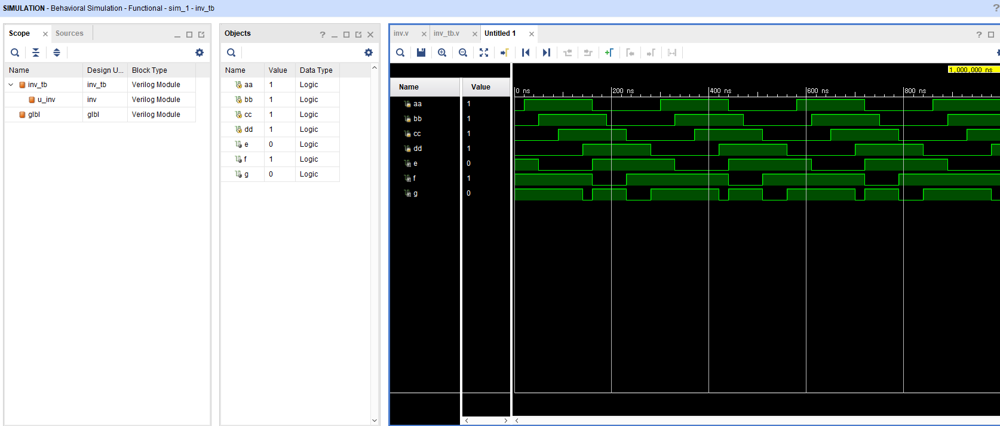 SIMULATION - Behavioral Simulation - Functional - sim_1 - inv_tb ?
Scope × Sources
Name Design U... Block Type
inv_tb inv_tb Verilog Module
u_inv inv Verilog Module
glbl glbl Verilog Module
Objects ?
Name Value Data Type
aa 1 Logic
bb 1 Logic
cc 1 Logic
dd 1 Logic
e 0 Logic
f 1 Logic
g 0 Logic
inv.v × inv_tb.v × Untitled 1 × ?
1,000,000 ns
Name Value
0 ns 200 ns 400 ns 600 ns 800 ns
aa 1
bb 1
cc 1
dd 1
e 0
f 1
g 0